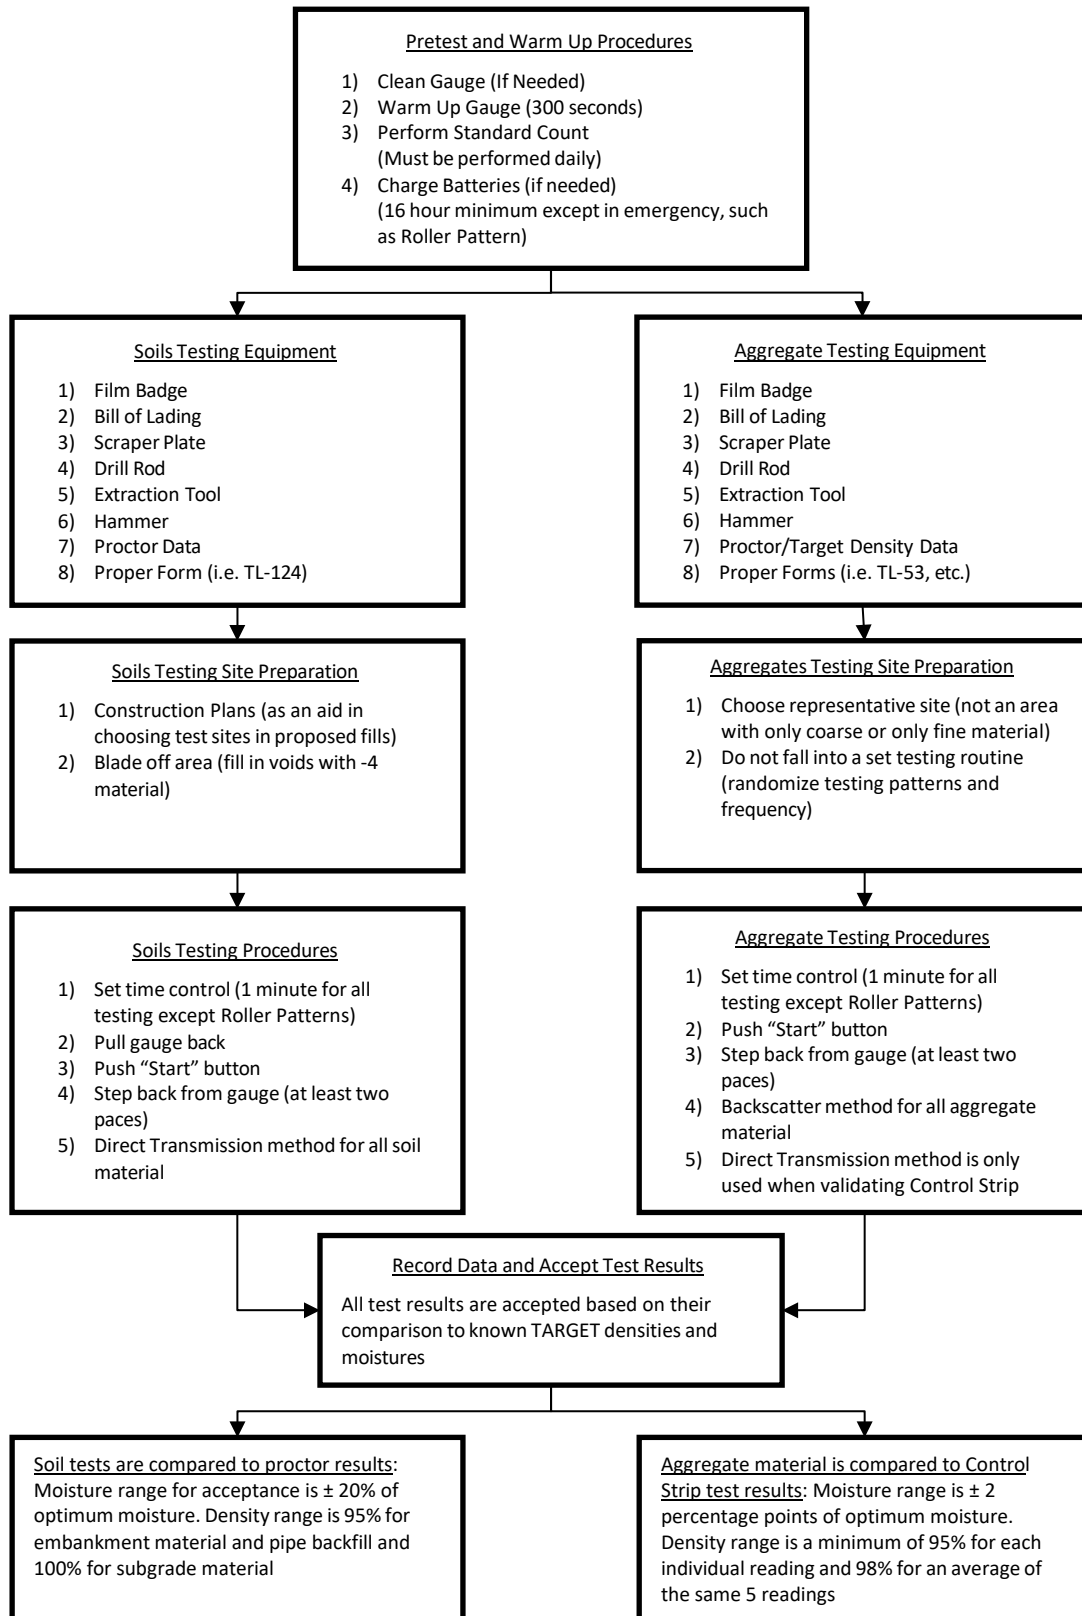 Pretest and Warm Up Procedures
1) Clean Gauge (If Needed)
2) Warm Up Gauge (300 seconds)
3) Perform Standard Count
(Must be performed daily)
4) Charge Batteries (if needed)
(16 hour minimum except in emergency, such
as Roller Pattern)
Soils Testing Equipment
1) Film Badge
2) Bill of Lading
3) Scraper Plate
4) Drill Rod
5) Extraction Tool
6) Hammer
7) Proctor Data
8) Proper Form (i.e. TL-124)
Aggregate Testing Equipment
1) Film Badge
2) Bill of Lading
3) Scraper Plate
4) Drill Rod
5) Extraction Tool
6) Hammer
7) Proctor/Target Density Data
8) Proper Forms (i.e. TL-53, etc.)
Soils Testing Site Preparation
1) Construction Plans (as an aid in
choosing test sites in proposed fills)
2) Blade off area (fill in voids with -4
material)
Aggregates Testing Site Preparation
1) Choose representative site (not an area
with only coarse or only fine material)
2) Do not fall into a set testing routine
(randomize testing patterns and
frequency)
Soils Testing Procedures
1) Set time control (1 minute for all
testing except Roller Patterns)
2) Pull gauge back
3) Push “Start” button
4) Step back from gauge (at least two
paces)
5) Direct Transmission method for all soil
material
Aggregate Testing Procedures
1) Set time control (1 minute for all
testing except Roller Patterns)
2) Push “Start” button
3) Step back from gauge (at least two
paces)
4) Backscatter method for all aggregate
material
5) Direct Transmission method is only
used when validating Control Strip
Record Data and Accept Test Results
All test results are accepted based on their
comparison to known TARGET densities and
moistures
Soil tests are compared to proctor results:
Moisture range for acceptance is ± 20% of
optimum moisture. Density range is 95% for
embankment material and pipe backfill and
100% for subgrade material
Aggregate material is compared to Control
Strip test results: Moisture range is ± 2
percentage points of optimum moisture.
Density range is a minimum of 95% for each
individual reading and 98% for an average of
the same 5 readings